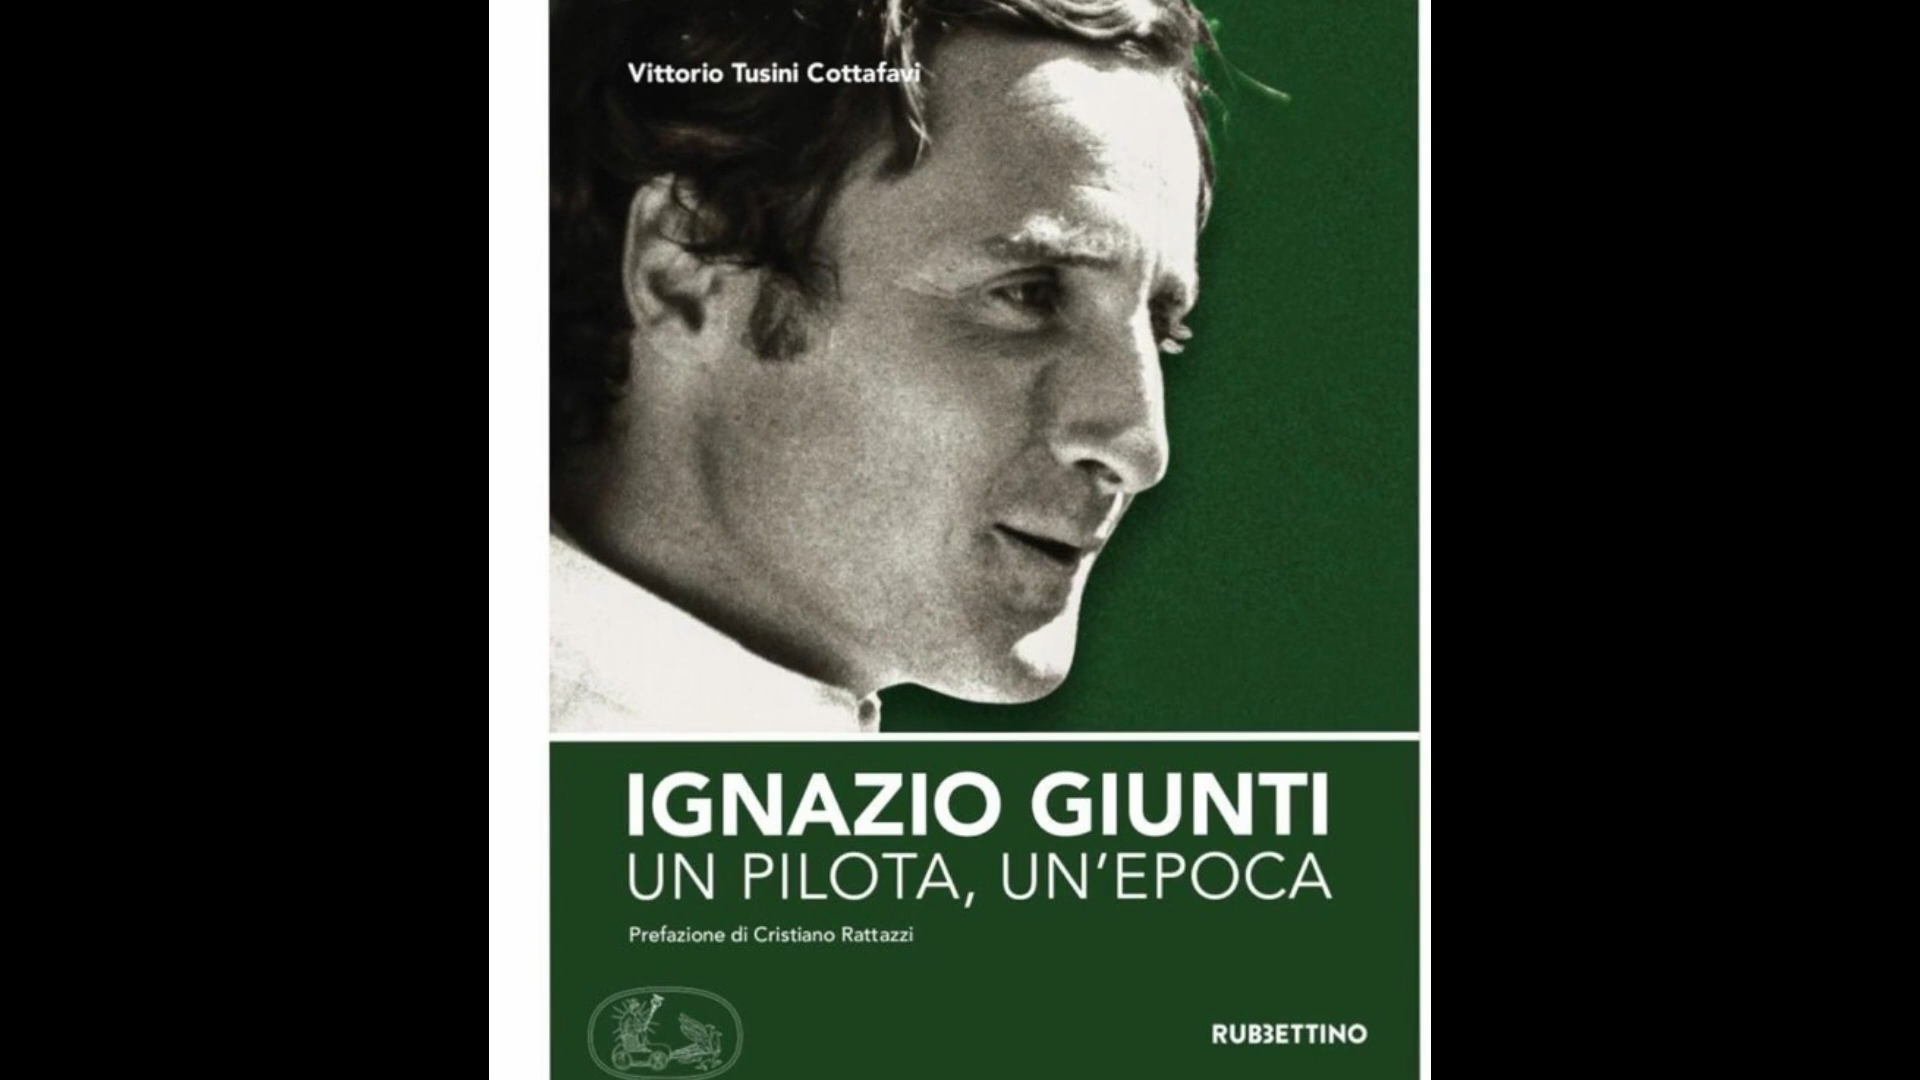 Vittorio Tusini Cottafavi
IGNAZIO GIUNTI
UN PILOTA, UN'EPOCA
Prefazione di Cristiano Rattazzi
RUBBETTINO